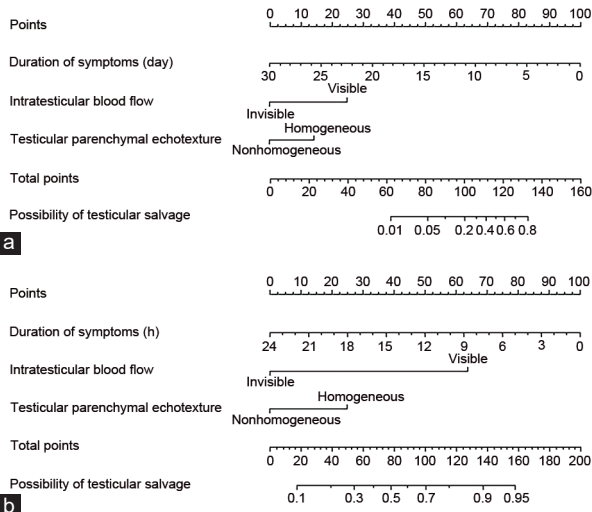 Points 0 10 20 30 40 50 60 70 80 90 100
Duration of symptoms (day) 30 25 20 15 10 5 0
Visible
Intratesticular blood flow
Invisible
Homogeneous
Testicular parenchymal echotexture
Nonhomogeneous
Total points 0 20 40 60 80 100 120 140 160
Possibility of testicular salvage 0.01 0.05 0.2 0.4 0.6 0.8
a
Points 0 10 20 30 40 50 60 70 80 90 100
Duration of symptoms (h) 24 21 18 15 12 9 6 3 0
Visible
Intratesticular blood flow
Invisible
Homogeneous
Testicular parenchymal echotexture
Nonhomogeneous
Total points 0 20 40 60 80 100 120 140 160 180 200
Possibility of testicular salvage 0.1 0.3 0.5 0.7 0.9 0.95
b